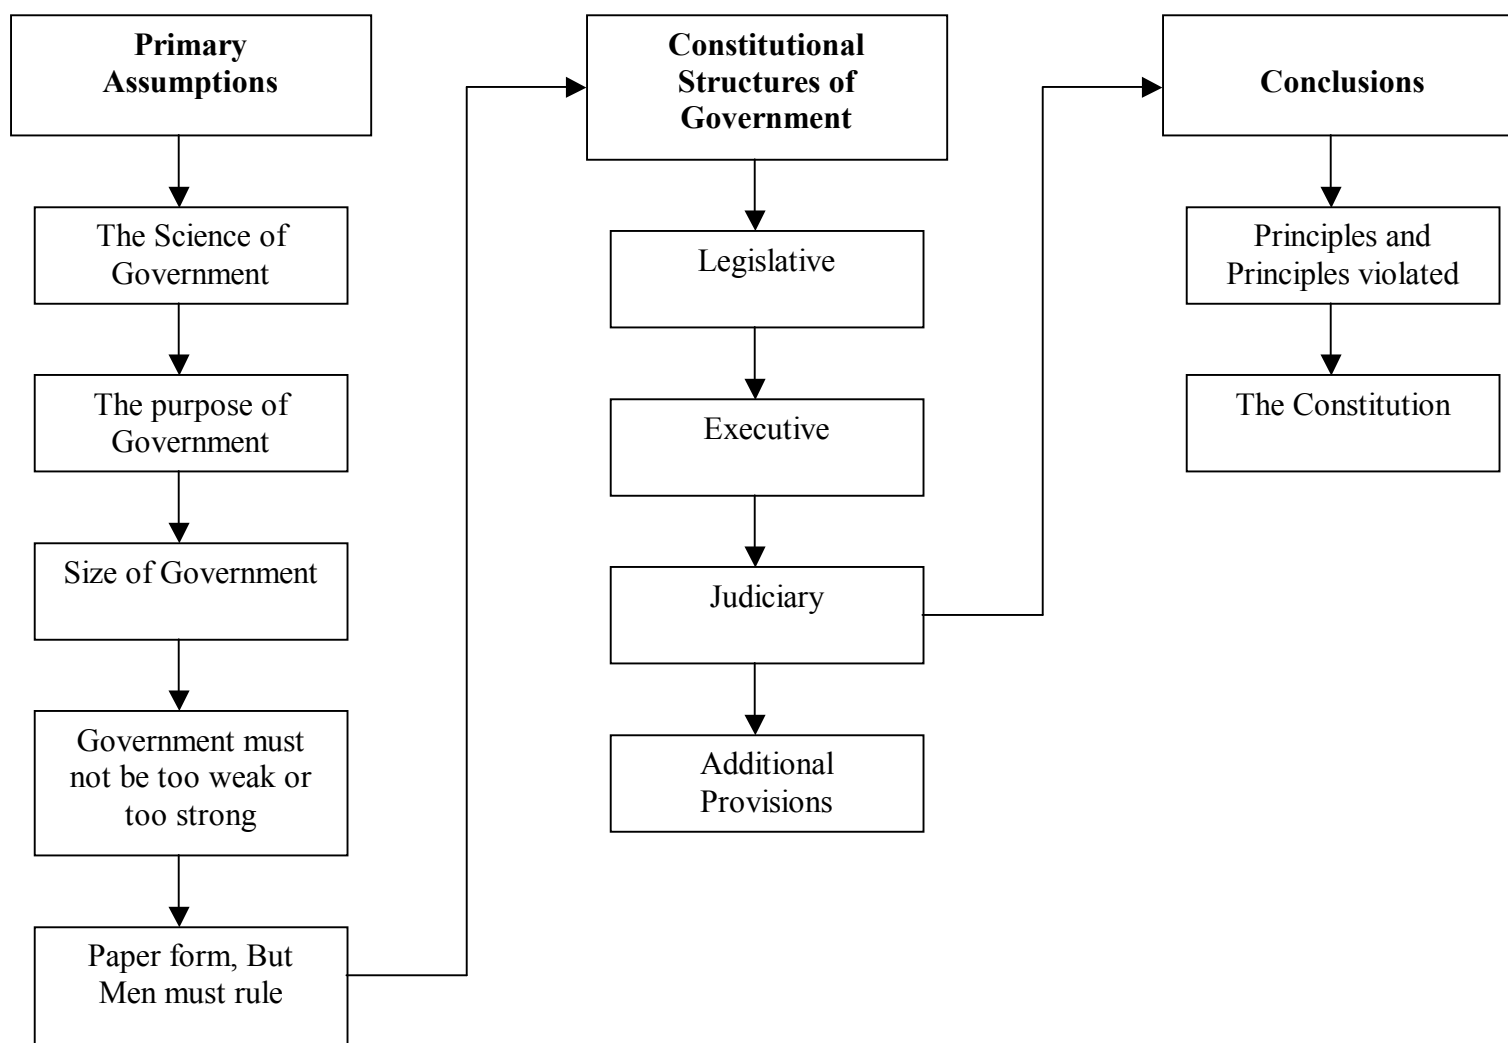 Primary
Assumptions
The Science of
Government
The purpose of
Government
Size of Government
Government must
not be too weak or
too strong
Paper form, But
Men must rule
Constitutional
Structures of
Government
Legislative
Executive
Judiciary
Additional
Provisions
Conclusions
Principles and
Principles violated
The Constitution